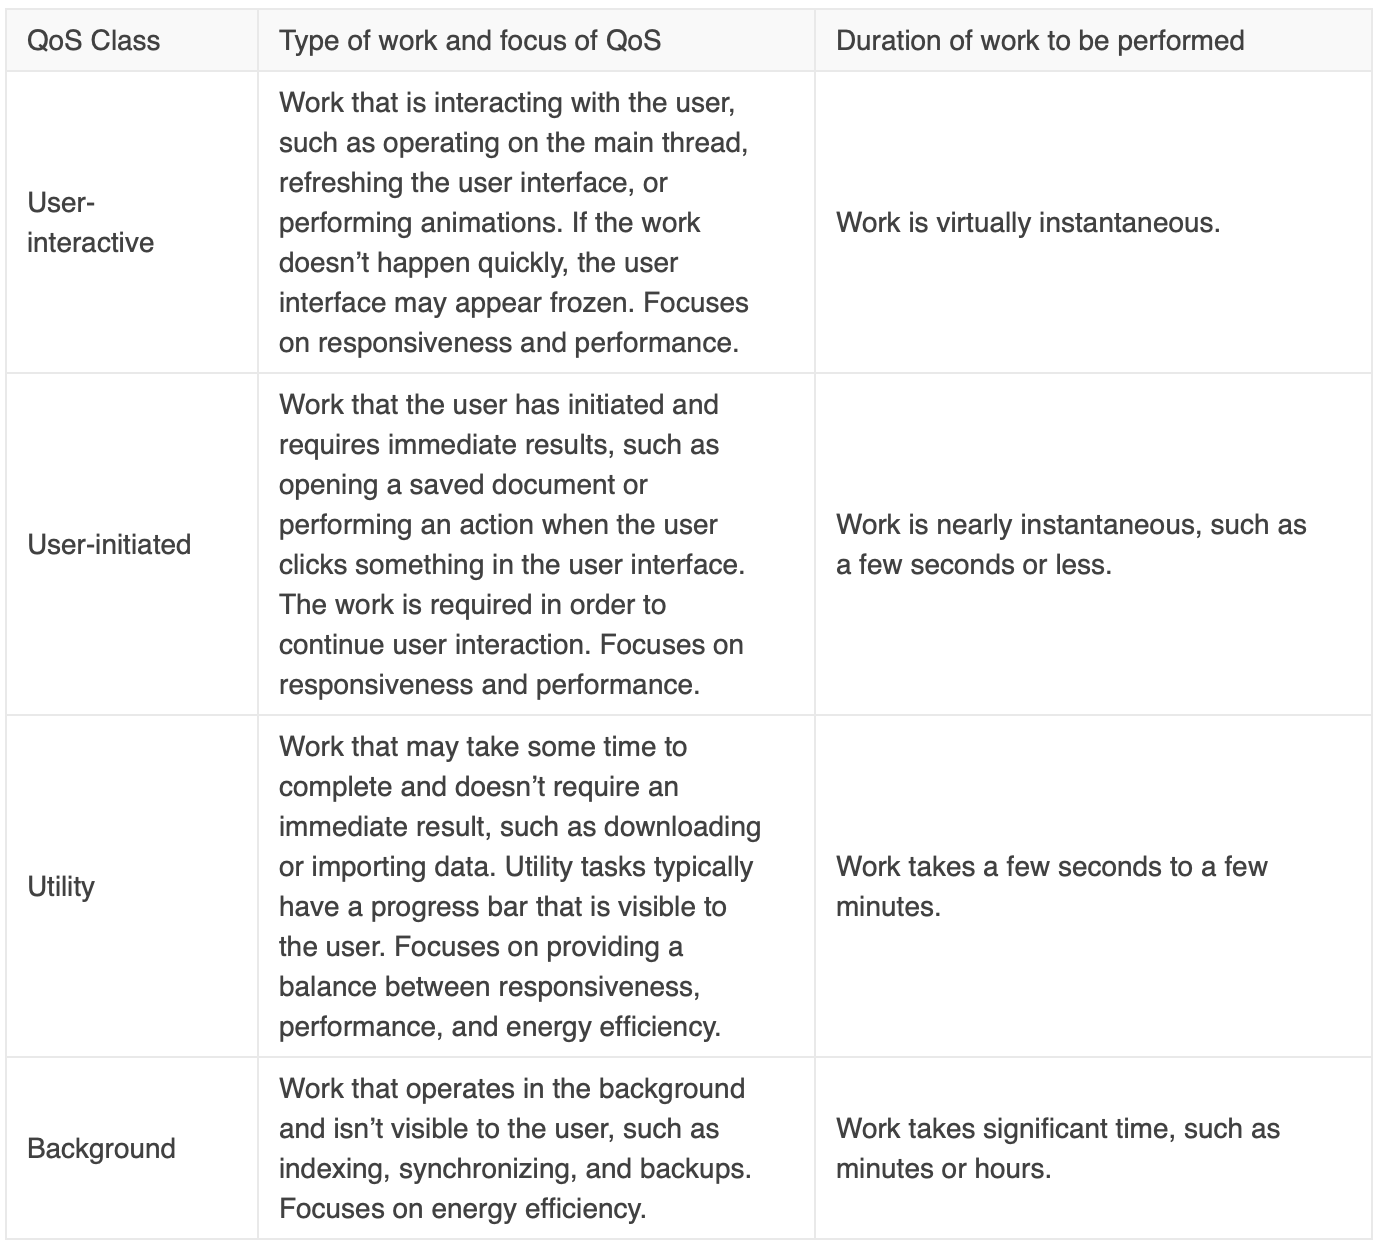 QoS Class
Type of work and focus of QoS
Duration of work to be performed
User-
interactive
Work that is interacting with the user,
such as operating on the main thread,
refreshing the user interface, or
performing animations. If the work
doesn’t happen quickly, the user
interface may appear frozen. Focuses
on responsiveness and performance.
Work is virtually instantaneous.
User-initiated
Work that the user has initiated and
requires immediate results, such as
opening a saved document or
performing an action when the user
clicks something in the user interface.
The work is required in order to
continue user interaction. Focuses on
responsiveness and performance.
Work is nearly instantaneous, such as
a few seconds or less.
Utility
Work that may take some time to
complete and doesn’t require an
immediate result, such as downloading
or importing data. Utility tasks typically
have a progress bar that is visible to
the user. Focuses on providing a
balance between responsiveness,
performance, and energy efficiency.
Work takes a few seconds to a few
minutes.
Background
Work that operates in the background
and isn’t visible to the user, such as
indexing, synchronizing, and backups.
Focuses on energy efficiency.
Work takes significant time, such as
minutes or hours.